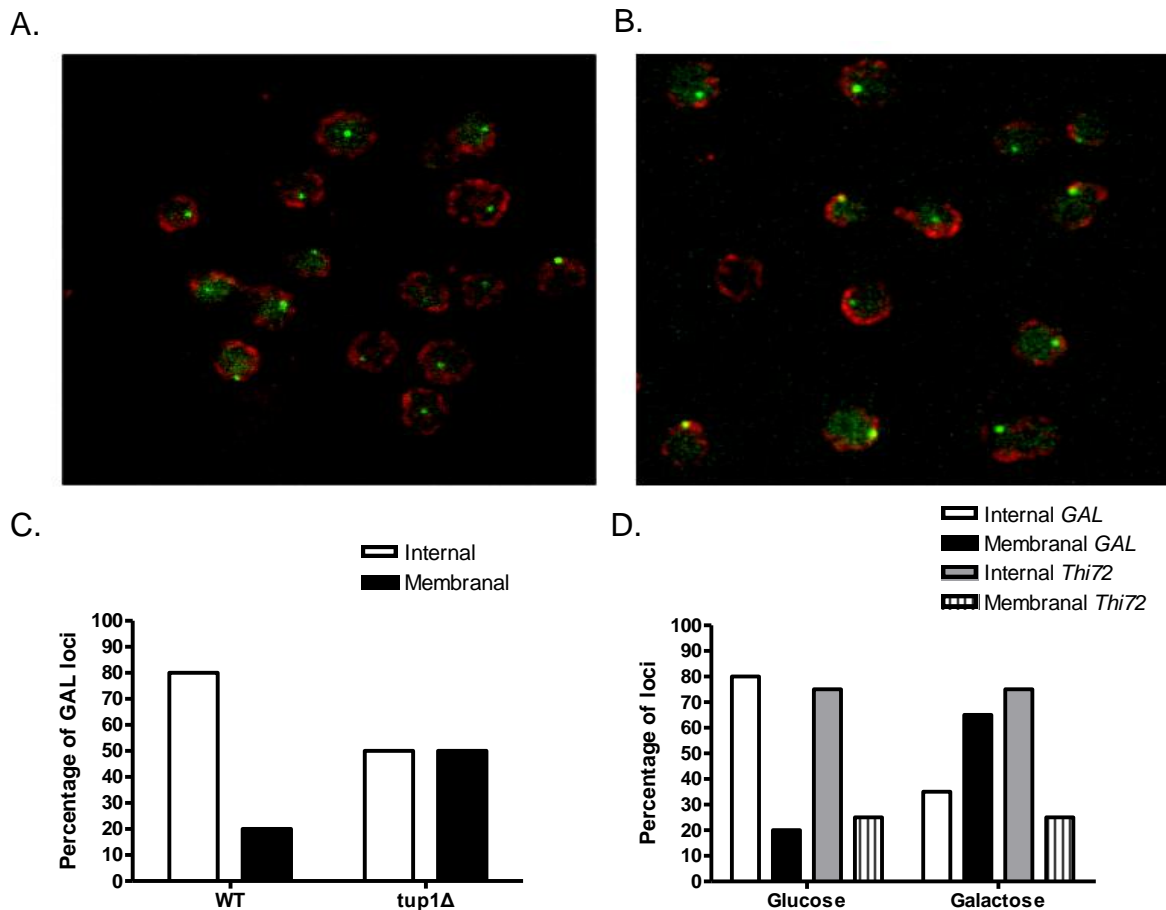 A.
B.
C.
Internal
Membranal
Percentage of GAL loci
100
90
80
70
60
50
40
30
20
10
0
WT
tup1Δ
D.
Internal GAL
Membranal GAL
Internal Thi72
Membranal Thi72
Percentage of loci
100
90
80
70
60
50
40
30
20
10
0
Glucose
Galactose